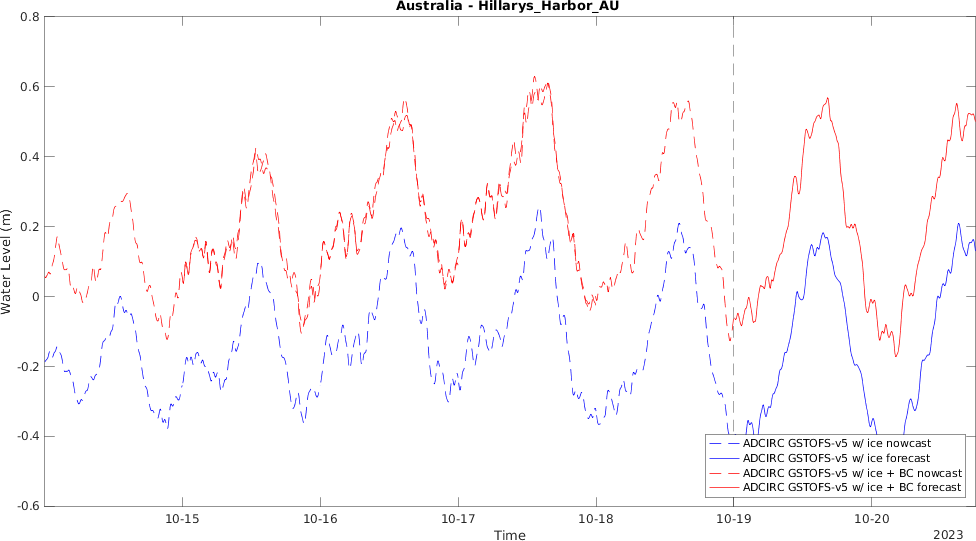 Australia - Hillarys_Harbor_AU
0.8
0.6
0.4
0.2
0
-0.2
-0.4
-0.6
Water Level (m)
ADCIRC GSTOFS-v5 w/ ice nowcast
ADCIRC GSTOFS-v5 w/ ice forecast
ADCIRC GSTOFS-v5 w/ ice + BC nowcast
ADCIRC GSTOFS-v5 w/ ice + BC forecast
10-15 10-16 10-17 10-18 10-19 10-20
Time
2023